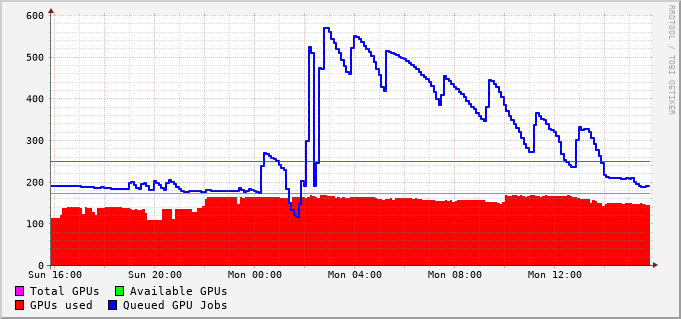 600
500
400
300
200
100
0
Sun 16:00 Sun 20:00 Mon 00:00 Mon 04:00 Mon 08:00 Mon 12:00
Total GPUs Available GPUs
GPUs used Queued GPU Jobs
RRDTOOL / TOBI OETIKER